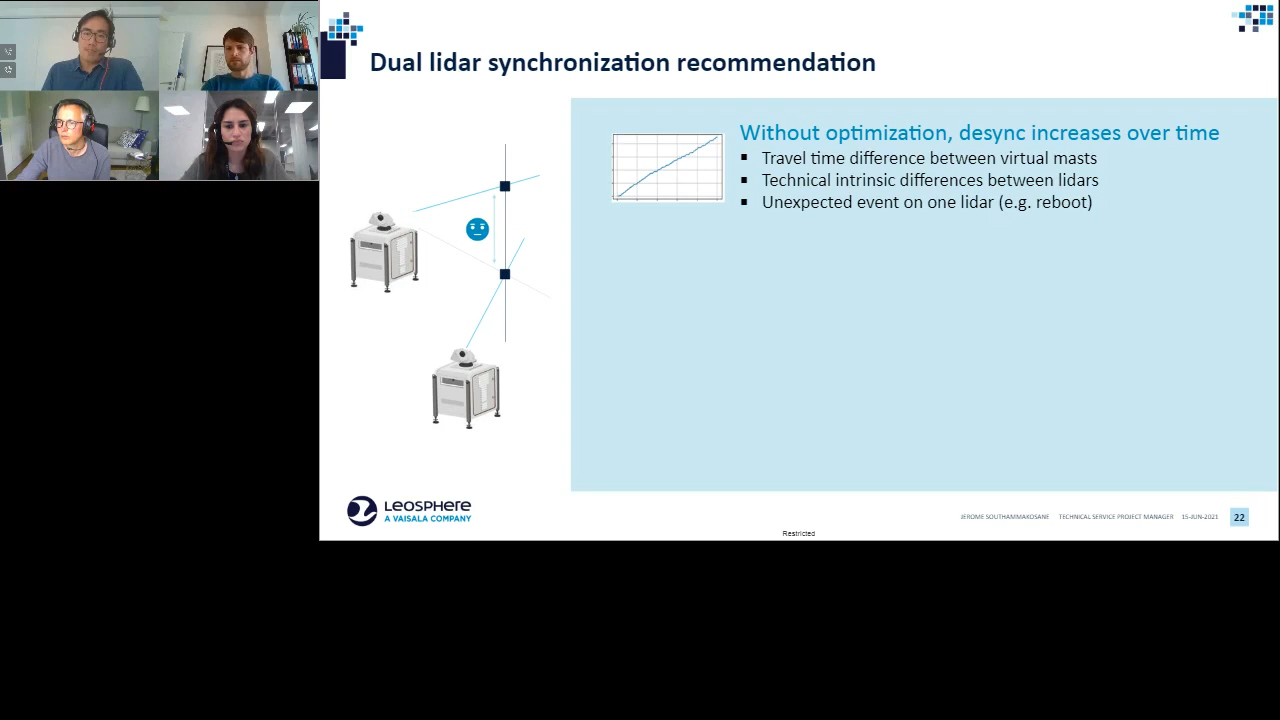 Dual lidar synchronization recommendation
Without optimization, desync increases over time
▪ Travel time difference between virtual masts
▪ Technical intrinsic differences between lidars
▪ Unexpected event on one lidar (e.g. reboot)
LEOSPHERE
A VAISALA COMPANY
JEROME SOUTHAMMAKOSANE TECHNICAL SERVICE PROJECT MANAGER 15-JUN-2021 22
Restricted